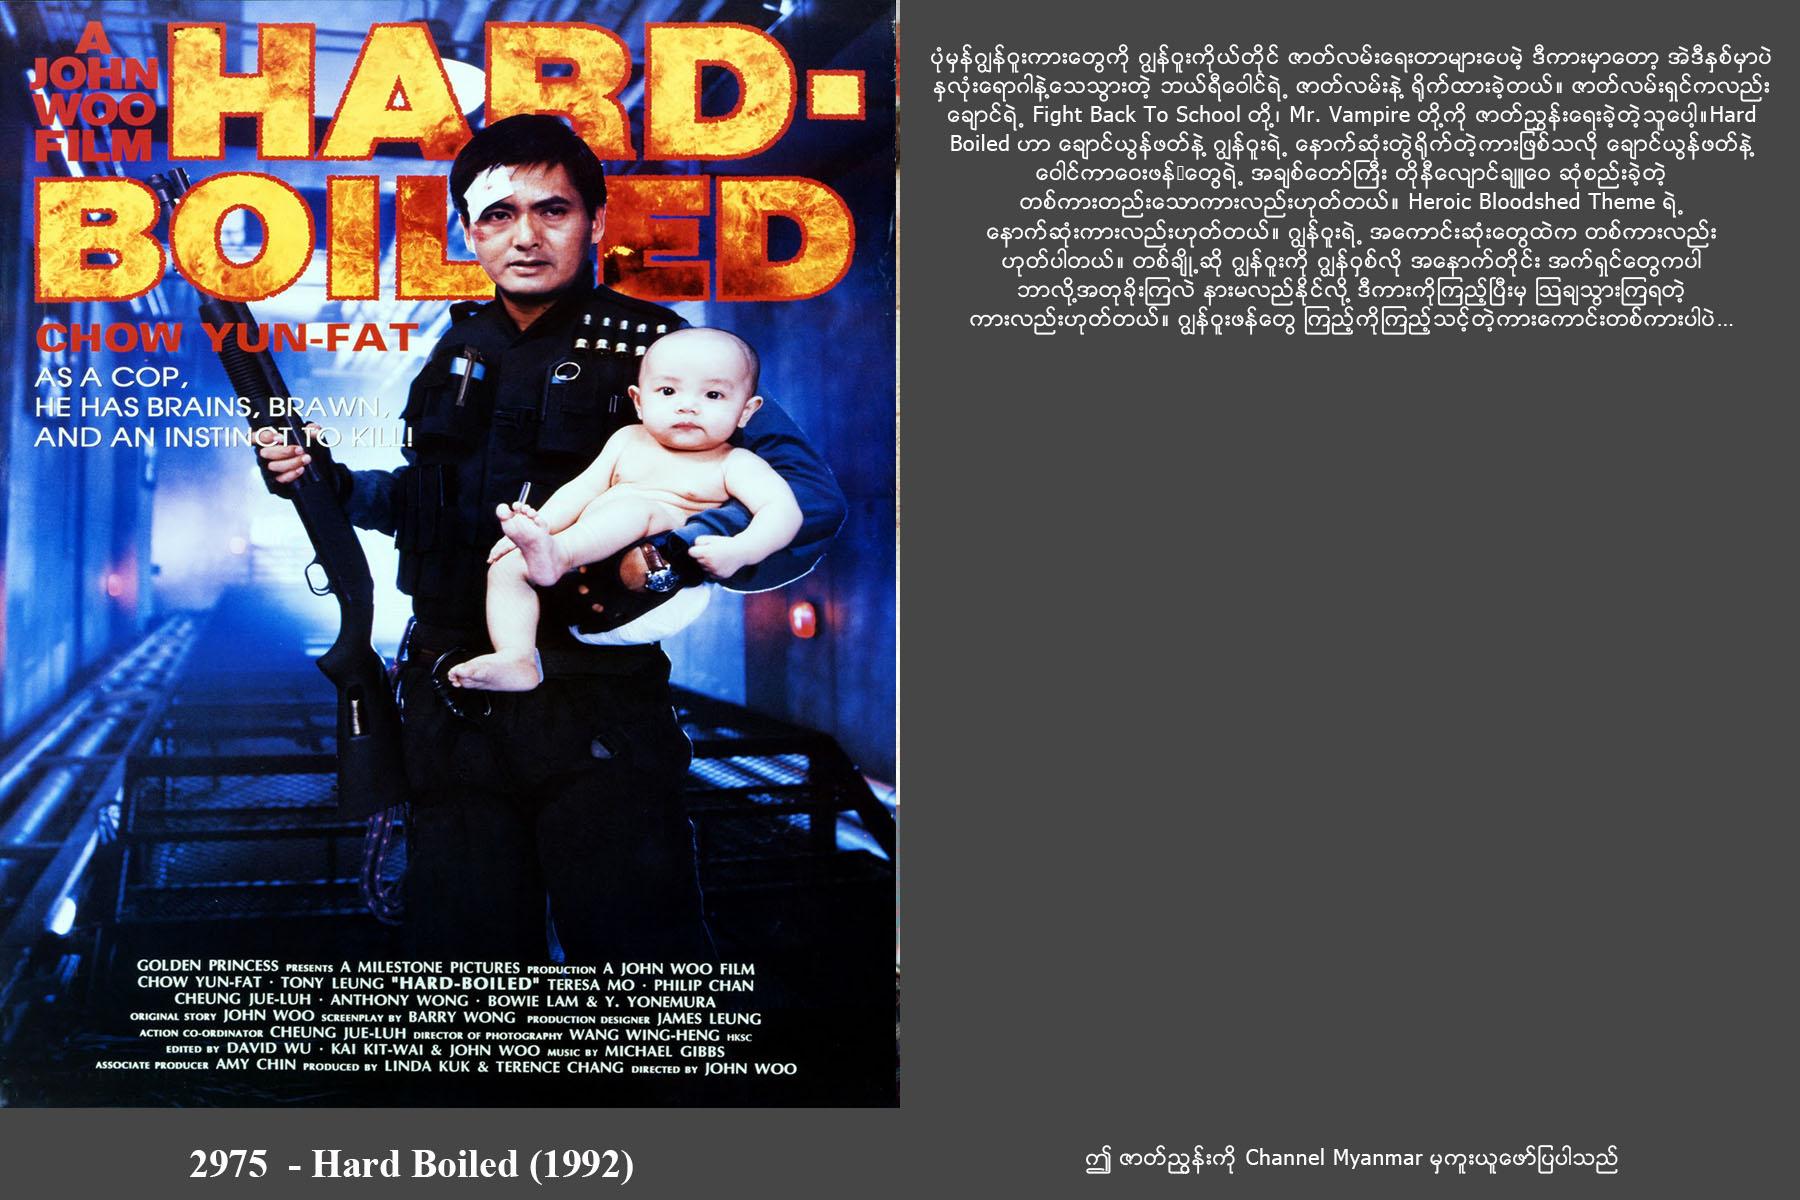 A
JOHN
WOO
FILM
HARD-
BOILED
CHOW YUN-FAT
AS A COP,
HE HAS BRAINS, BRAWN,
AND AN INSTINCT TO KILL!
GOLDEN PRINCESS PRESENTS A MILESTONE PICTURES PRODUCTION A JOHN WOO FILM
CHOW YUN-FAT · TONY LEUNG "HARD-BOILED" TERESA MO · PHILIP CHAN
CHEUNG JUE-LUH · ANTHONY WONG · BOWIE LAM & Y. YONEMURA
ORIGINAL STORY JOHN WOO SCREENPLAY BY BARRY WONG PRODUCTION DESIGNER JAMES LEUNG
ACTION CO-ORDINATOR CHEUNG JUE-LUH DIRECTOR OF PHOTOGRAPHY WANG WING-HENG HKSC
EDITED BY DAVID WU · KAI KIT-WAI & JOHN WOO MUSIC BY MICHAEL GIBBS
ASSOCIATE PRODUCER AMY CHIN PRODUCED BY LINDA KUK & TERENCE CHANG DIRECTED BY JOHN WOO
2975 - Hard Boiled (1992)
ပုံမှန်ဂျွန်ဝူးကားတွေကို ဂျွန်ဝူးကိုယ်တိုင် ဇာတ်လမ်းရေးတာများပေမဲ့ ဒီကားမှာတော့ အဲဒီနှစ်မှာပဲ
နှလုံးရောဂါနဲ့သေသွားတဲ့ ဘယ်ရီဝေါင်ရဲ့ ဇာတ်လမ်းနဲ့ ရိုက်ထားခဲ့တယ်။ ဇာတ်လမ်းရှင်ကလည်း
ချောင်ရဲ့ Fight Back To School တို့၊ Mr. Vampire တို့ကို ဇာတ်ညွှန်းရေးခဲ့တဲ့သူပေါ့။Hard
Boiled ဟာ ချောင်ယွန်ဖတ်နဲ့ ဂျွန်ဝူးရဲ့ နောက်ဆုံးတွဲရိုက်တဲ့ကားဖြစ်သလို ချောင်ယွန်ဖတ်နဲ့
ဝေါင်ကာဝေးဖန်တွေရဲ့ အချစ်တော်ကြီး တိုနီလျောင်ချူဝေ ဆုံစည်းခဲ့တဲ့
တစ်ကားတည်းသောကားလည်းဟုတ်တယ်။ Heroic Bloodshed Theme ရဲ့
နောက်ဆုံးကားလည်းဟုတ်တယ်။ ဂျွန်ဝူးရဲ့ အကောင်းဆုံးတွေထဲက တစ်ကားလည်း
ဟုတ်ပါတယ်။ တစ်ချို့ဆို ဂျွန်ဝူးကို ဂျွန်ဝှစ်လို အနောက်တိုင်း အက်ရှင်တွေကပါ
ဘာလို့အတုခိုးကြလဲ နားမလည်နိုင်လို့ ဒီကားကိုကြည့်ပြီးမှ ဩချသွားကြရတဲ့
ကားလည်းဟုတ်တယ်။ ဂျွန်ဝူးဖန်တွေ ကြည့်ကိုကြည့်သင့်တဲ့ကားကောင်းတစ်ကားပါပဲ...
ဤ ဇာတ်ညွှန်းကို Channel Myanmar မှကူးယူဖော်ပြပါသည်